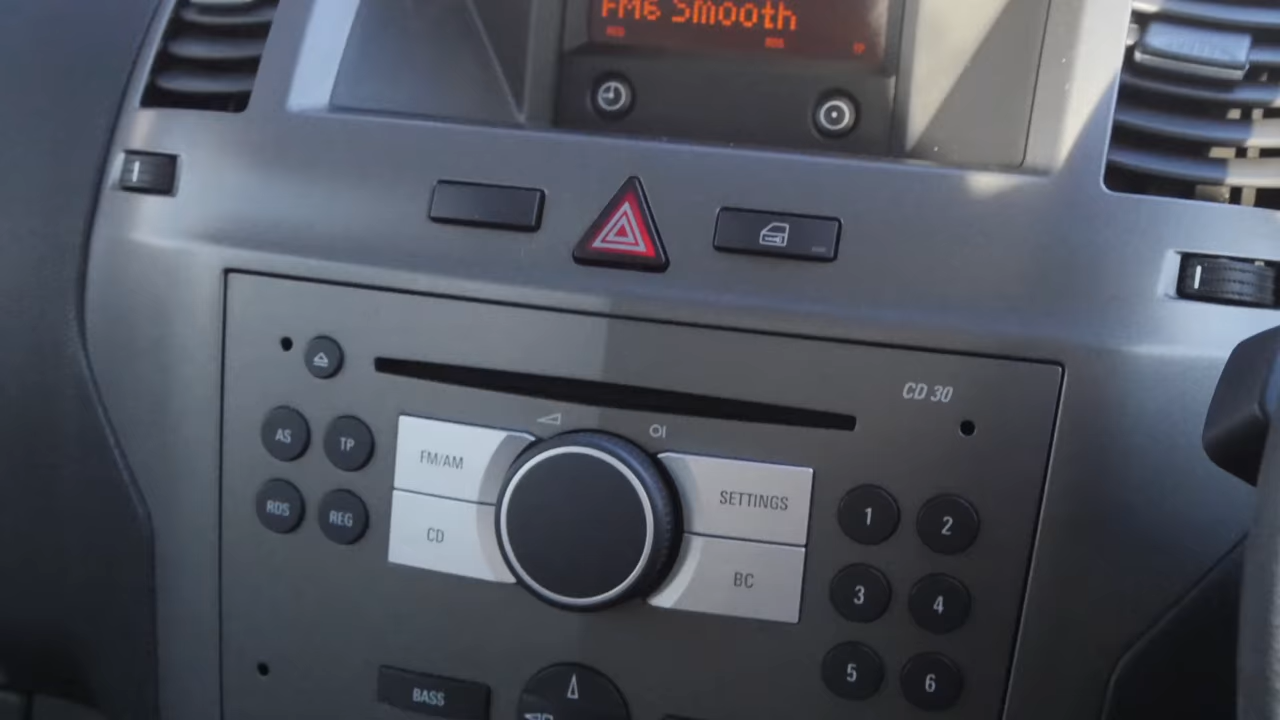 FM6 Smooth
CD 30
AS
TP
RDS
REG
FM/AM
CD
OI
SETTINGS
BC
1
2
3
4
5
6
BASS